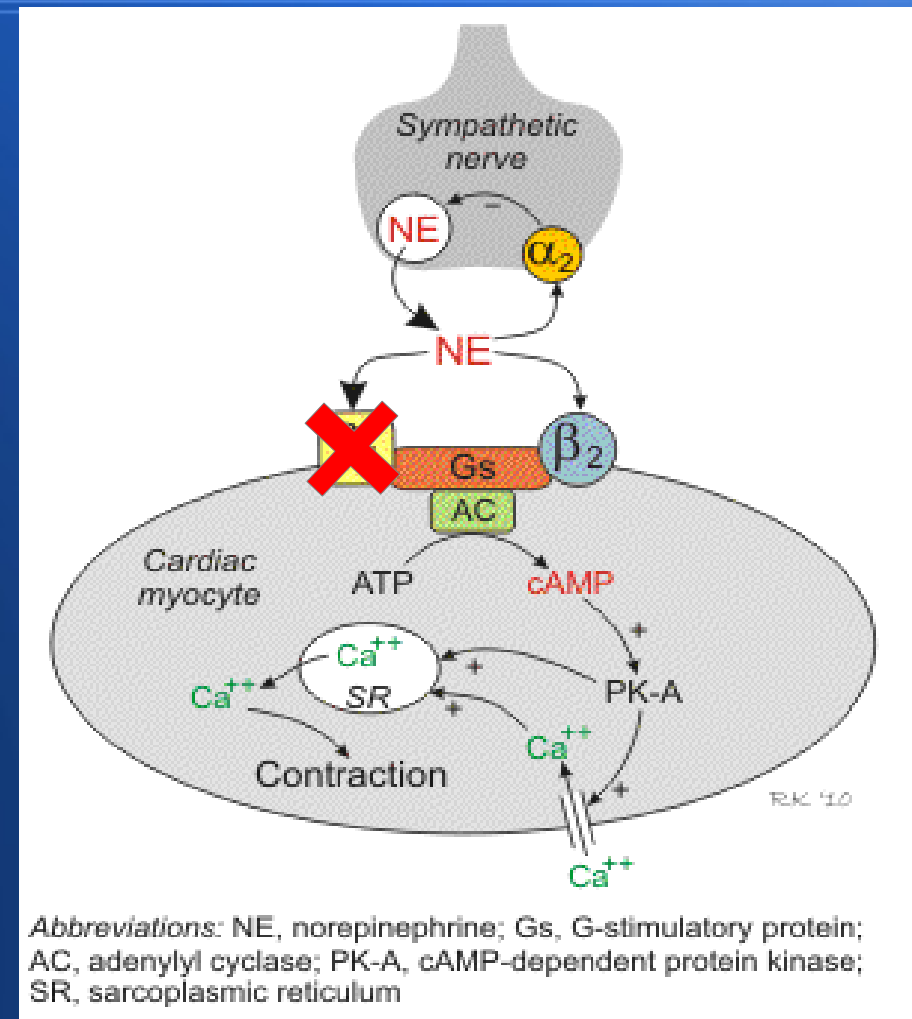 Sympathetic
nerve
NE
−
α₂
NE
Gs
β₂
AC
Cardiac
myocyte
ATP
cAMP
+
Ca⁺⁺
+
PK-A
Ca⁺⁺
SR
+
Ca⁺⁺
Contraction
+
RK '10
Ca⁺⁺
Abbreviations: NE, norepinephrine; Gs, G-stimulatory protein;
AC, adenylyl cyclase; PK-A, cAMP-dependent protein kinase;
SR, sarcoplasmic reticulum